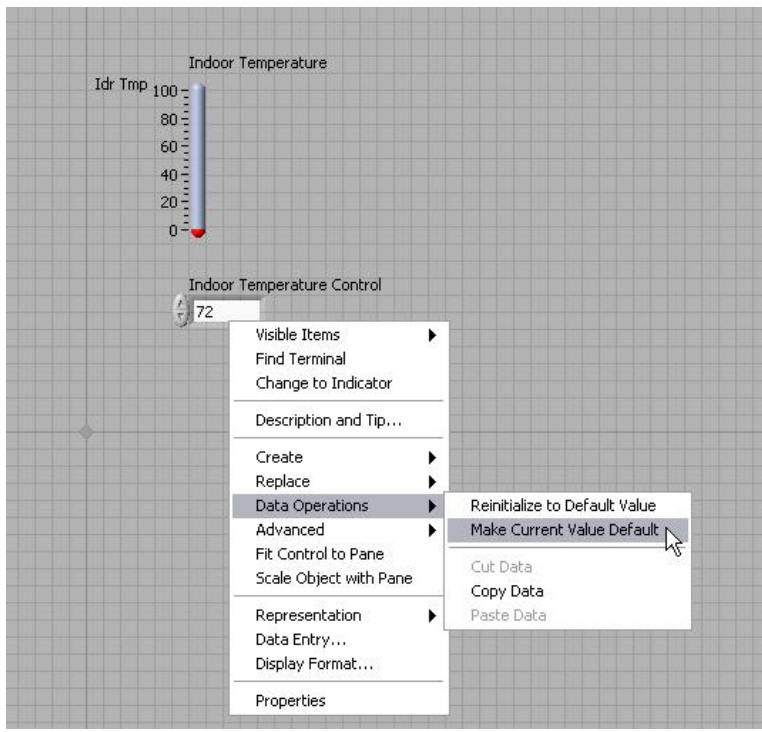 Indoor Temperature
Idr Tmp
100
80
60
40
20
0
Indoor Temperature Control
72
Visible Items
Find Terminal
Change to Indicator
Description and Tip...
Create
Replace
Data Operations
Advanced
Fit Control to Pane
Scale Object with Pane
Representation
Data Entry...
Display Format...
Properties
Reinitialize to Default Value
Make Current Value Default
Cut Data
Copy Data
Paste Data